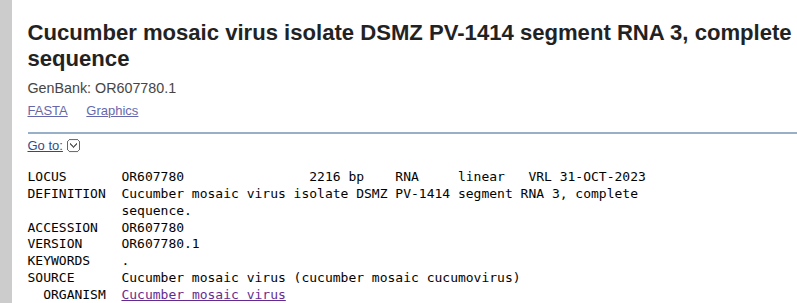 Cucumber mosaic virus isolate DSMZ PV-1414 segment RNA 3, complete
sequence
GenBank: OR607780.1
FASTA Graphics
Go to:
LOCUS OR607780 2216 bp RNA linear VRL 31-OCT-2023
DEFINITION Cucumber mosaic virus isolate DSMZ PV-1414 segment RNA 3, complete
sequence.
ACCESSION OR607780
VERSION OR607780.1
KEYWORDS .
SOURCE Cucumber mosaic virus (cucumber mosaic cucumovirus)
ORGANISM Cucumber mosaic virus